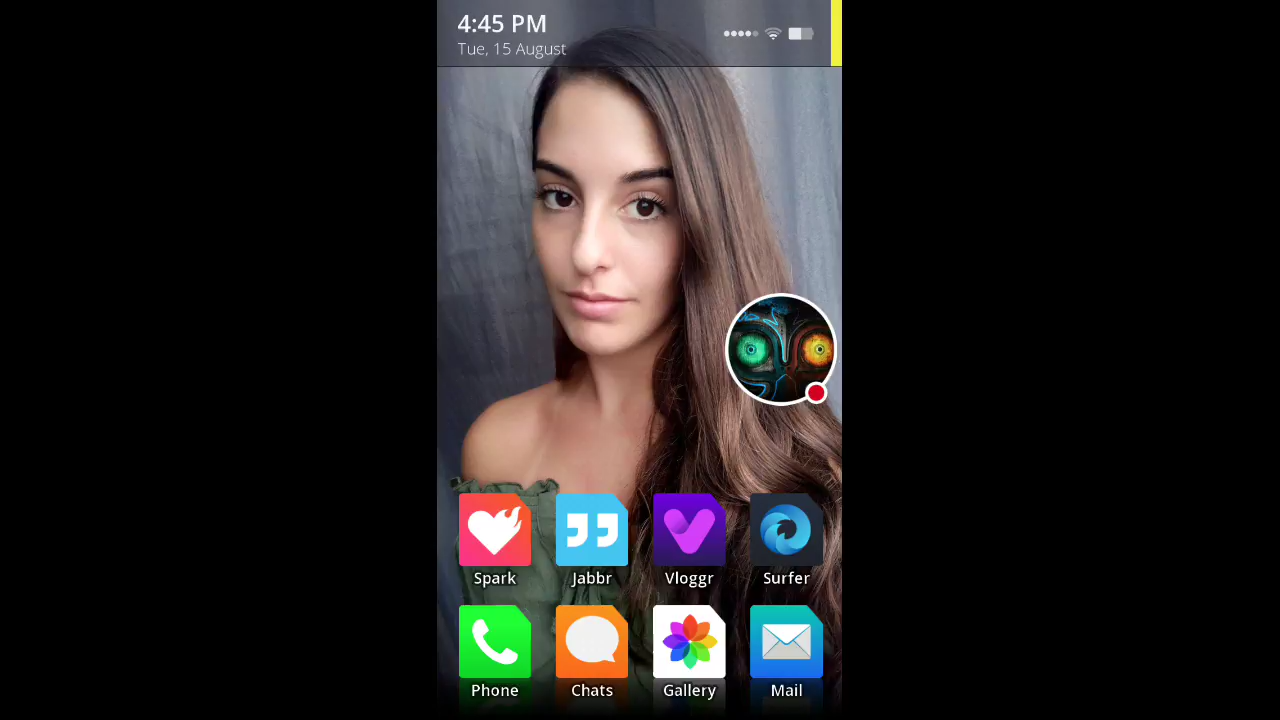 4:45 PM
Tue, 15 August
Spark
Jabbr
Vloggr
Surfer
Phone
Chats
Gallery
Mail